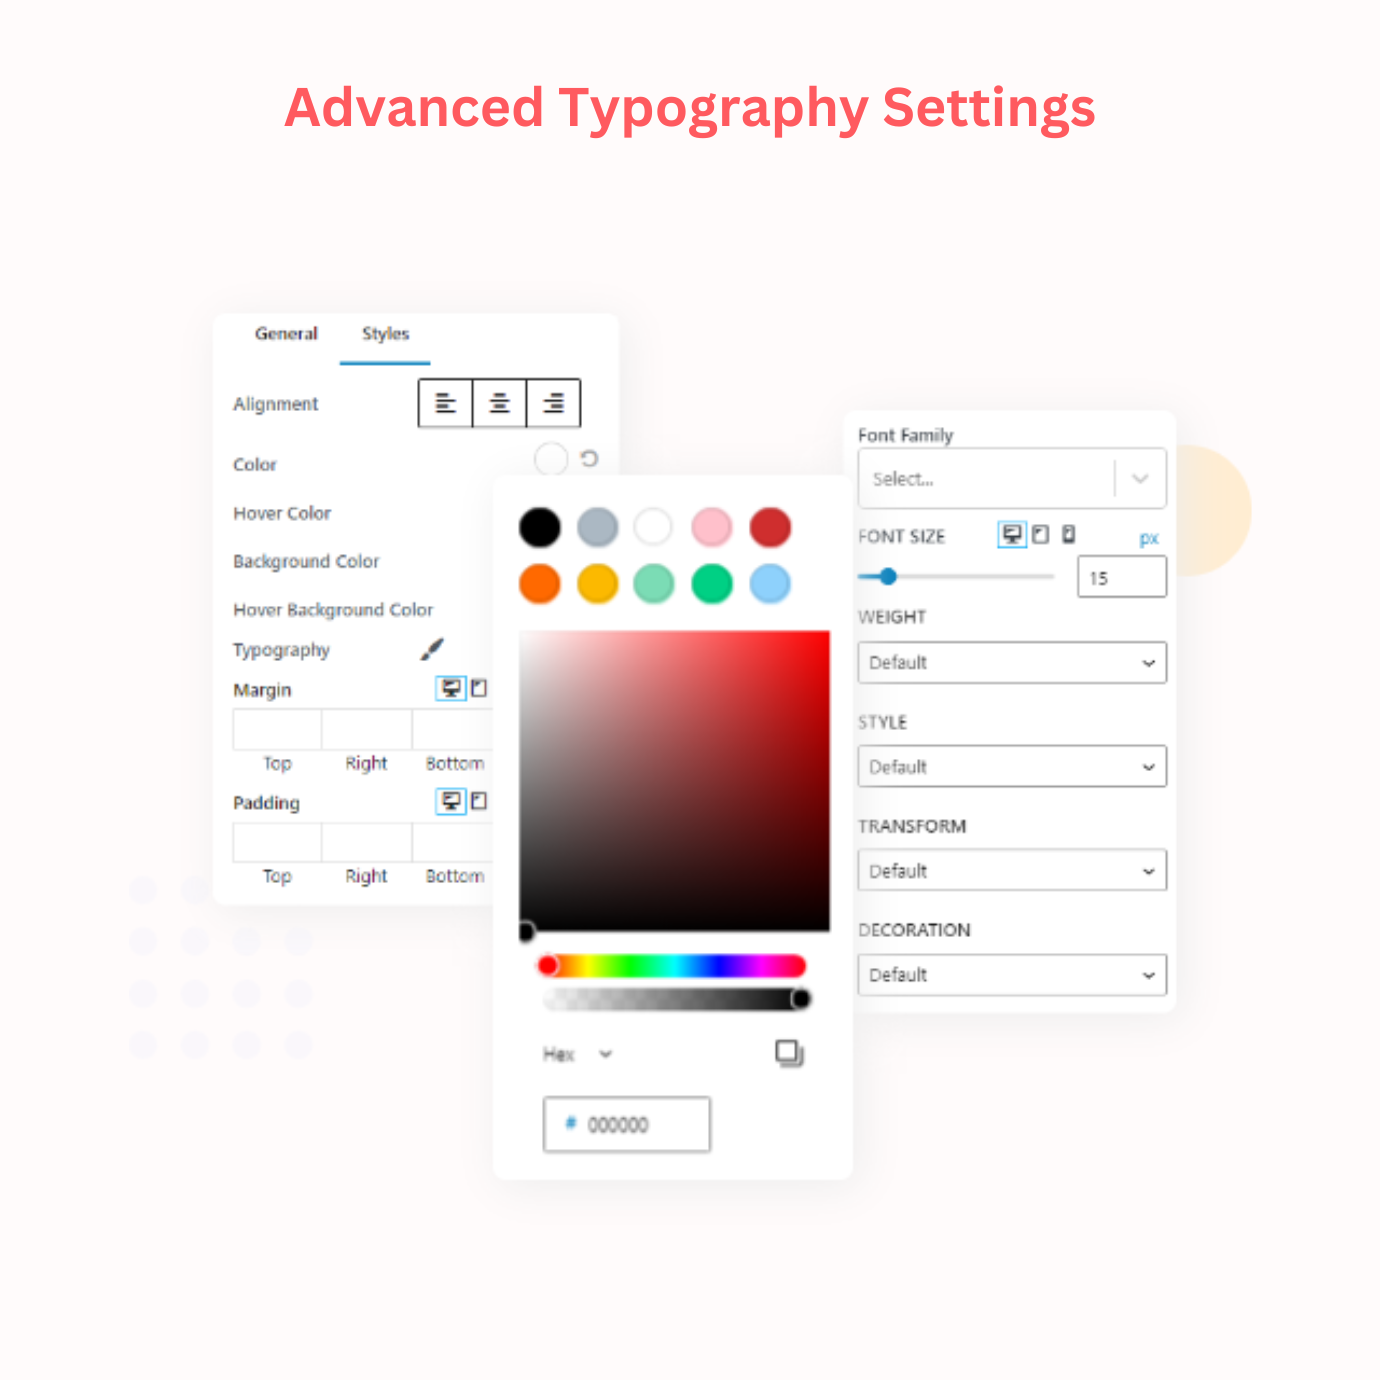 Advanced Typography Settings
General Styles
Alignment
Color
Hover Color
Background Color
Hover Background Color
Typography
Margin
Top Right Bottom
Padding
Top Right Bottom
Hex
# 000000
Font Family
Select...
FONT SIZE px
15
WEIGHT
Default
STYLE
Default
TRANSFORM
Default
DECORATION
Default